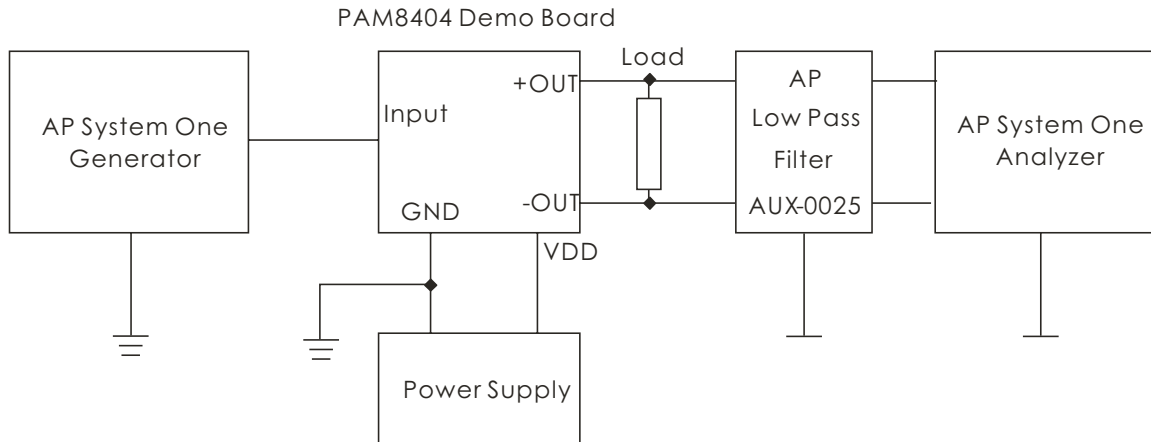 PAM8404 Demo Board
AP System One
Generator
Input
GND
+OUT
-OUT
VDD
Load
AP
Low Pass
Filter
AUX-0025
AP System One
Analyzer
Power Supply